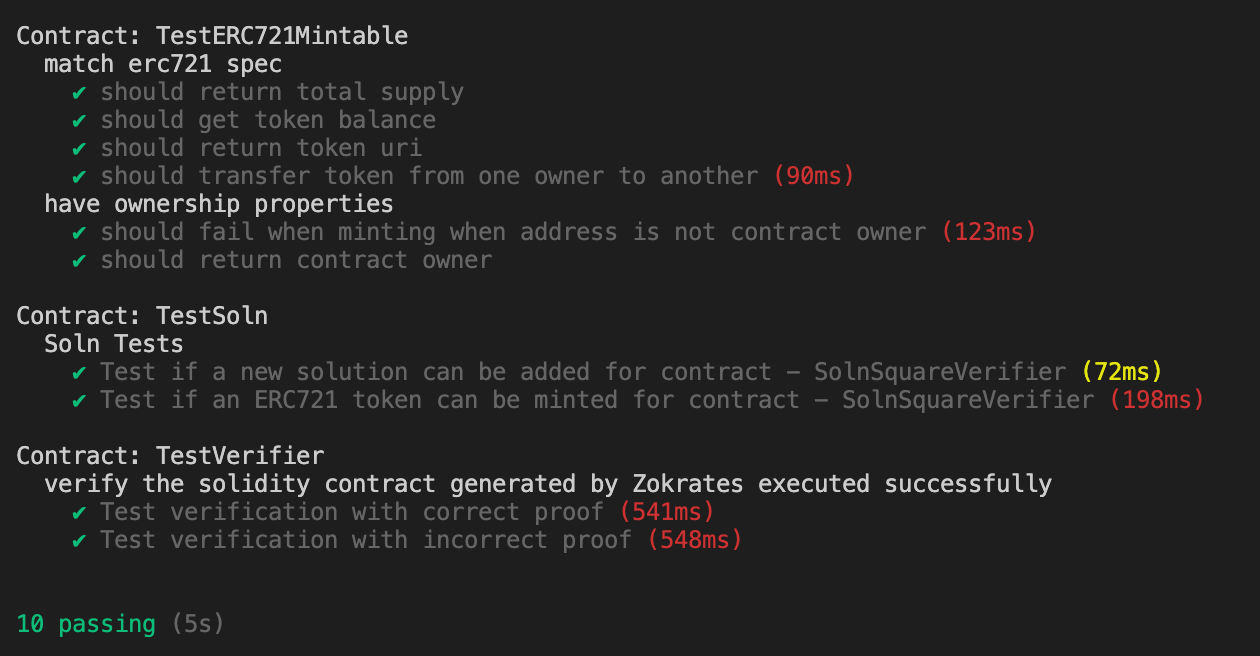 Contract: TestERC721Mintable
match erc721 spec
✔ should return total supply
✔ should get token balance
✔ should return token uri
✔ should transfer token from one owner to another (90ms)
have ownership properties
✔ should fail when minting when address is not contract owner (123ms)
✔ should return contract owner
Contract: TestSoln
Soln Tests
✔ Test if a new solution can be added for contract – SolnSquareVerifier (72ms)
✔ Test if an ERC721 token can be minted for contract – SolnSquareVerifier (198ms)
Contract: TestVerifier
verify the solidity contract generated by Zokrates executed successfully
✔ Test verification with correct proof (541ms)
✔ Test verification with incorrect proof (548ms)
10 passing (5s)